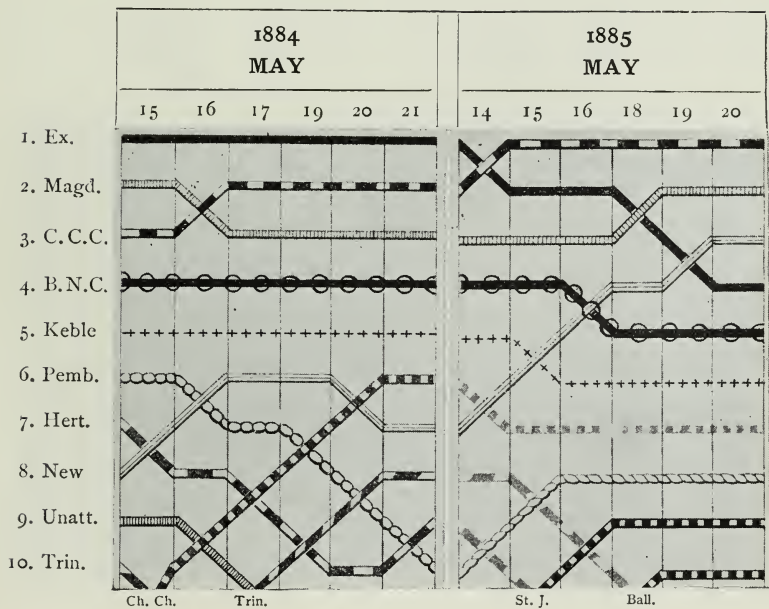 1884 1885
MAY MAY
15 16 17 19 20 21 14 15 16 18 19 20
1. Ex.
2. Magd.
3. C.C.C.
4. B.N.C.
5. Keble
6. Pemb.
7. Hert.
8. New
9. Unatt.
10. Trin.
Ch. Ch. Trin. St. J. Ball.